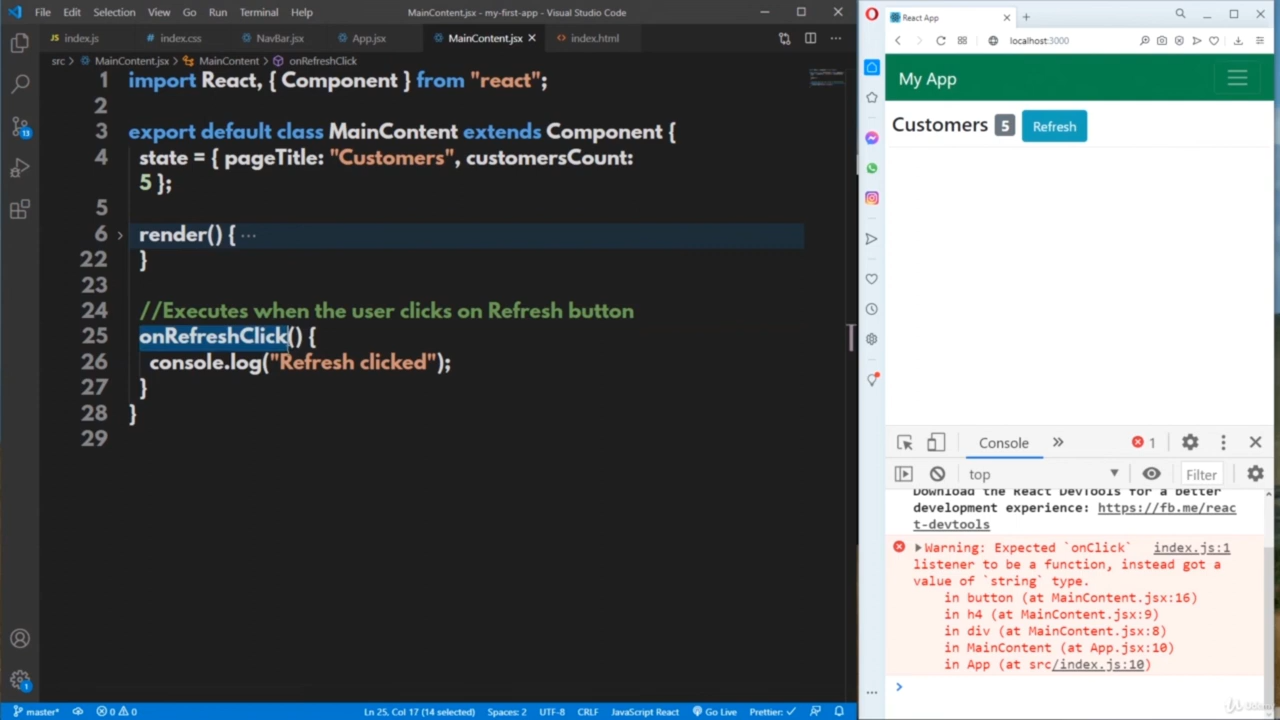 File Edit Selection View Go Run Terminal Help MainContent.jsx - my-first-app - Visual Studio Code
index.js index.css NavBar.jsx App.jsx MainContent.jsx index.html
src > MainContent.jsx > MainContent > onRefreshClick
1 import React, { Component } from "react";
2
3 export default class MainContent extends Component {
4 state = { pageTitle: "Customers", customersCount:
5 };
5
6 render() { ...
22 }
23
24 //Executes when the user clicks on Refresh button
25 onRefreshClick() {
26 console.log("Refresh clicked");
27 }
28 }
29
13
1
master* 0 0 Ln 25, Col 17 (14 selected) Spaces: 2 UTF-8 CRLF JavaScript React Go Live Prettier: ✓
React App
localhost:3000
My App
Customers 5 Refresh
Console » 1
top Filter
Download the React DevTools for a better
development experience: https://fb.me/reac
t-devtools
Warning: Expected `onClick` index.js:1
listener to be a function, instead got a
value of `string` type.
in button (at MainContent.jsx:16)
in h4 (at MainContent.jsx:9)
in div (at MainContent.jsx:8)
in MainContent (at App.jsx:10)
in App (at src/index.js:10)
>